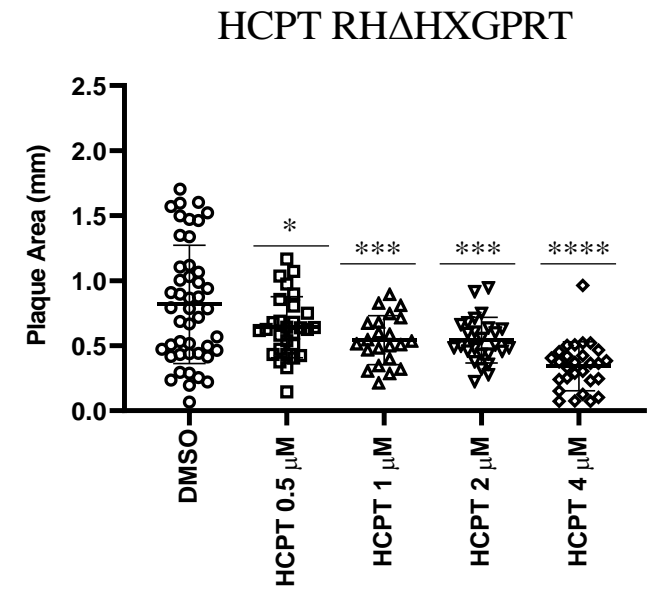 HCPT RHΔHXGPRT
Plaque Area (mm)
2.5
2.0
1.5
1.0
0.5
0.0
*
***
***
****
DMSO
HCPT 0.5 μM
HCPT 1 μM
HCPT 2 μM
HCPT 4 μM